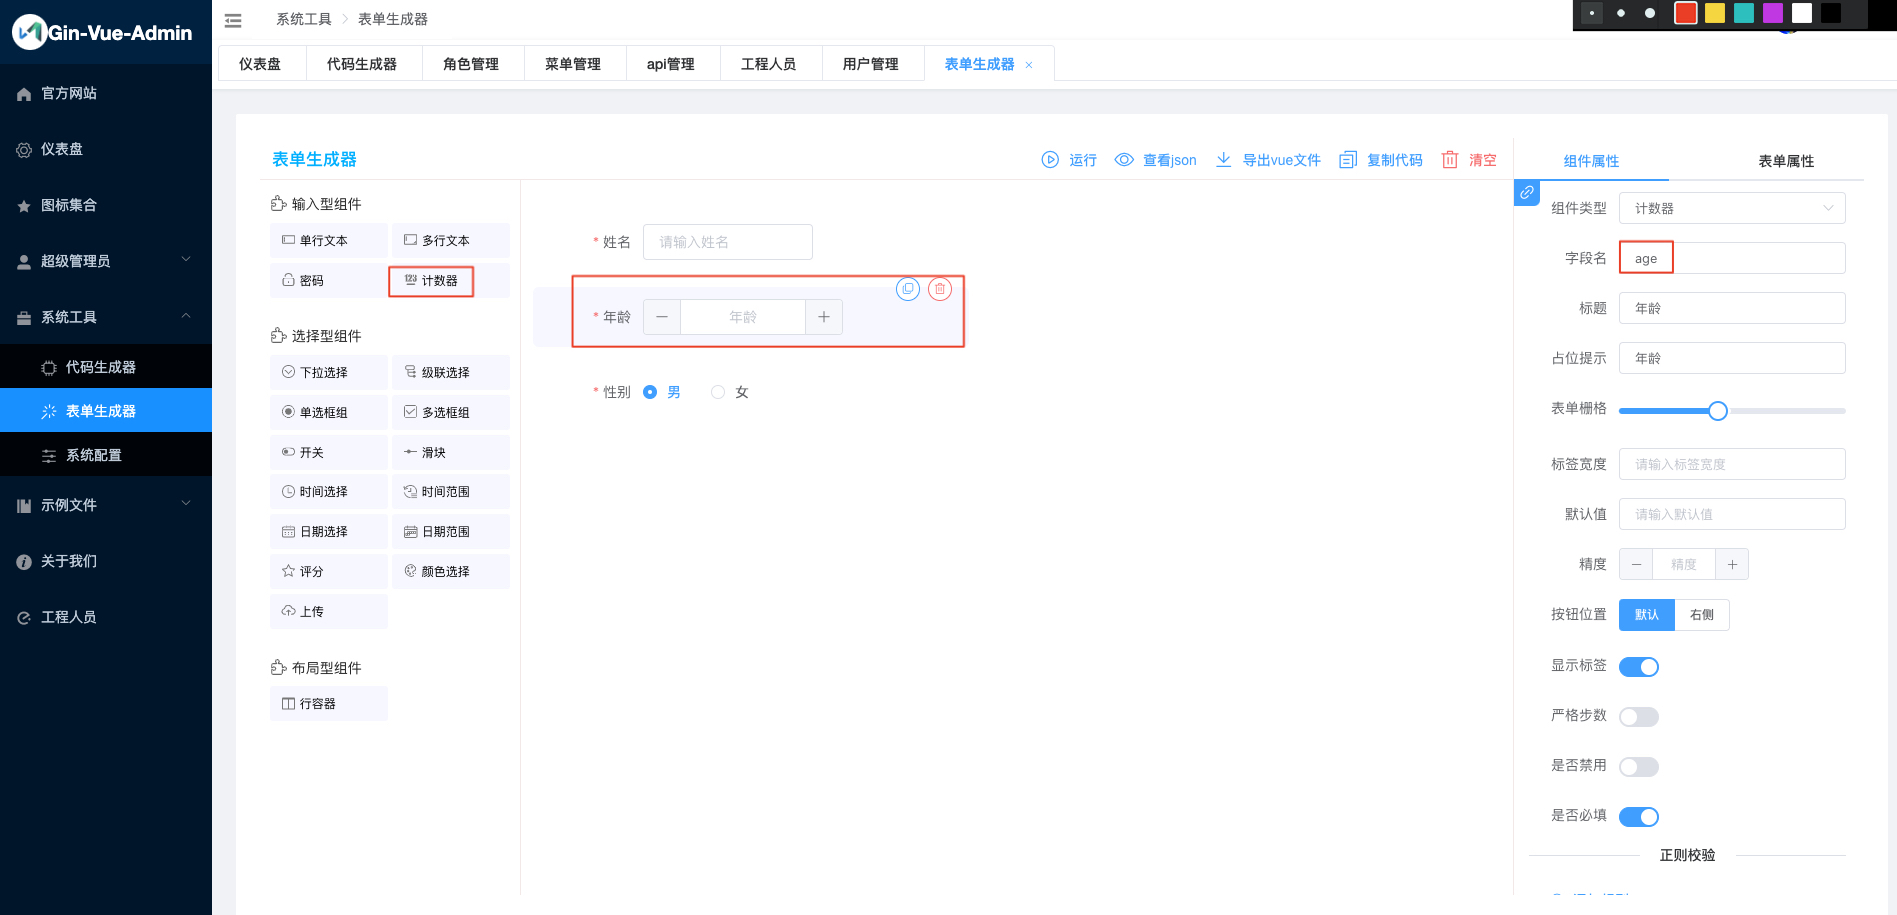 Gin-Vue-Admin
官方网站
仪表盘
图标集合
超级管理员
系统工具
代码生成器
表单生成器
系统配置
示例文件
关于我们
工程人员
系统工具
表单生成器
仪表盘
代码生成器
角色管理
菜单管理
api管理
工程人员
用户管理
表单生成器
表单生成器
运行
查看json
导出vue文件
复制代码
清空
输入型组件
单行文本
多行文本
密码
计数器
选择型组件
下拉选择
级联选择
单选框组
多选框组
开关
滑块
时间选择
时间范围
日期选择
日期范围
评分
颜色选择
上传
布局型组件
行容器
* 姓名
请输入姓名
* 年龄
年龄
* 性别
男
女
组件属性
表单属性
组件类型
计数器
字段名
age
标题
年龄
占位提示
年龄
表单栅格
标签宽度
请输入标签宽度
默认值
请输入默认值
精度
精度
按钮位置
默认
右侧
显示标签
严格步数
是否禁用
是否必填
正则校验